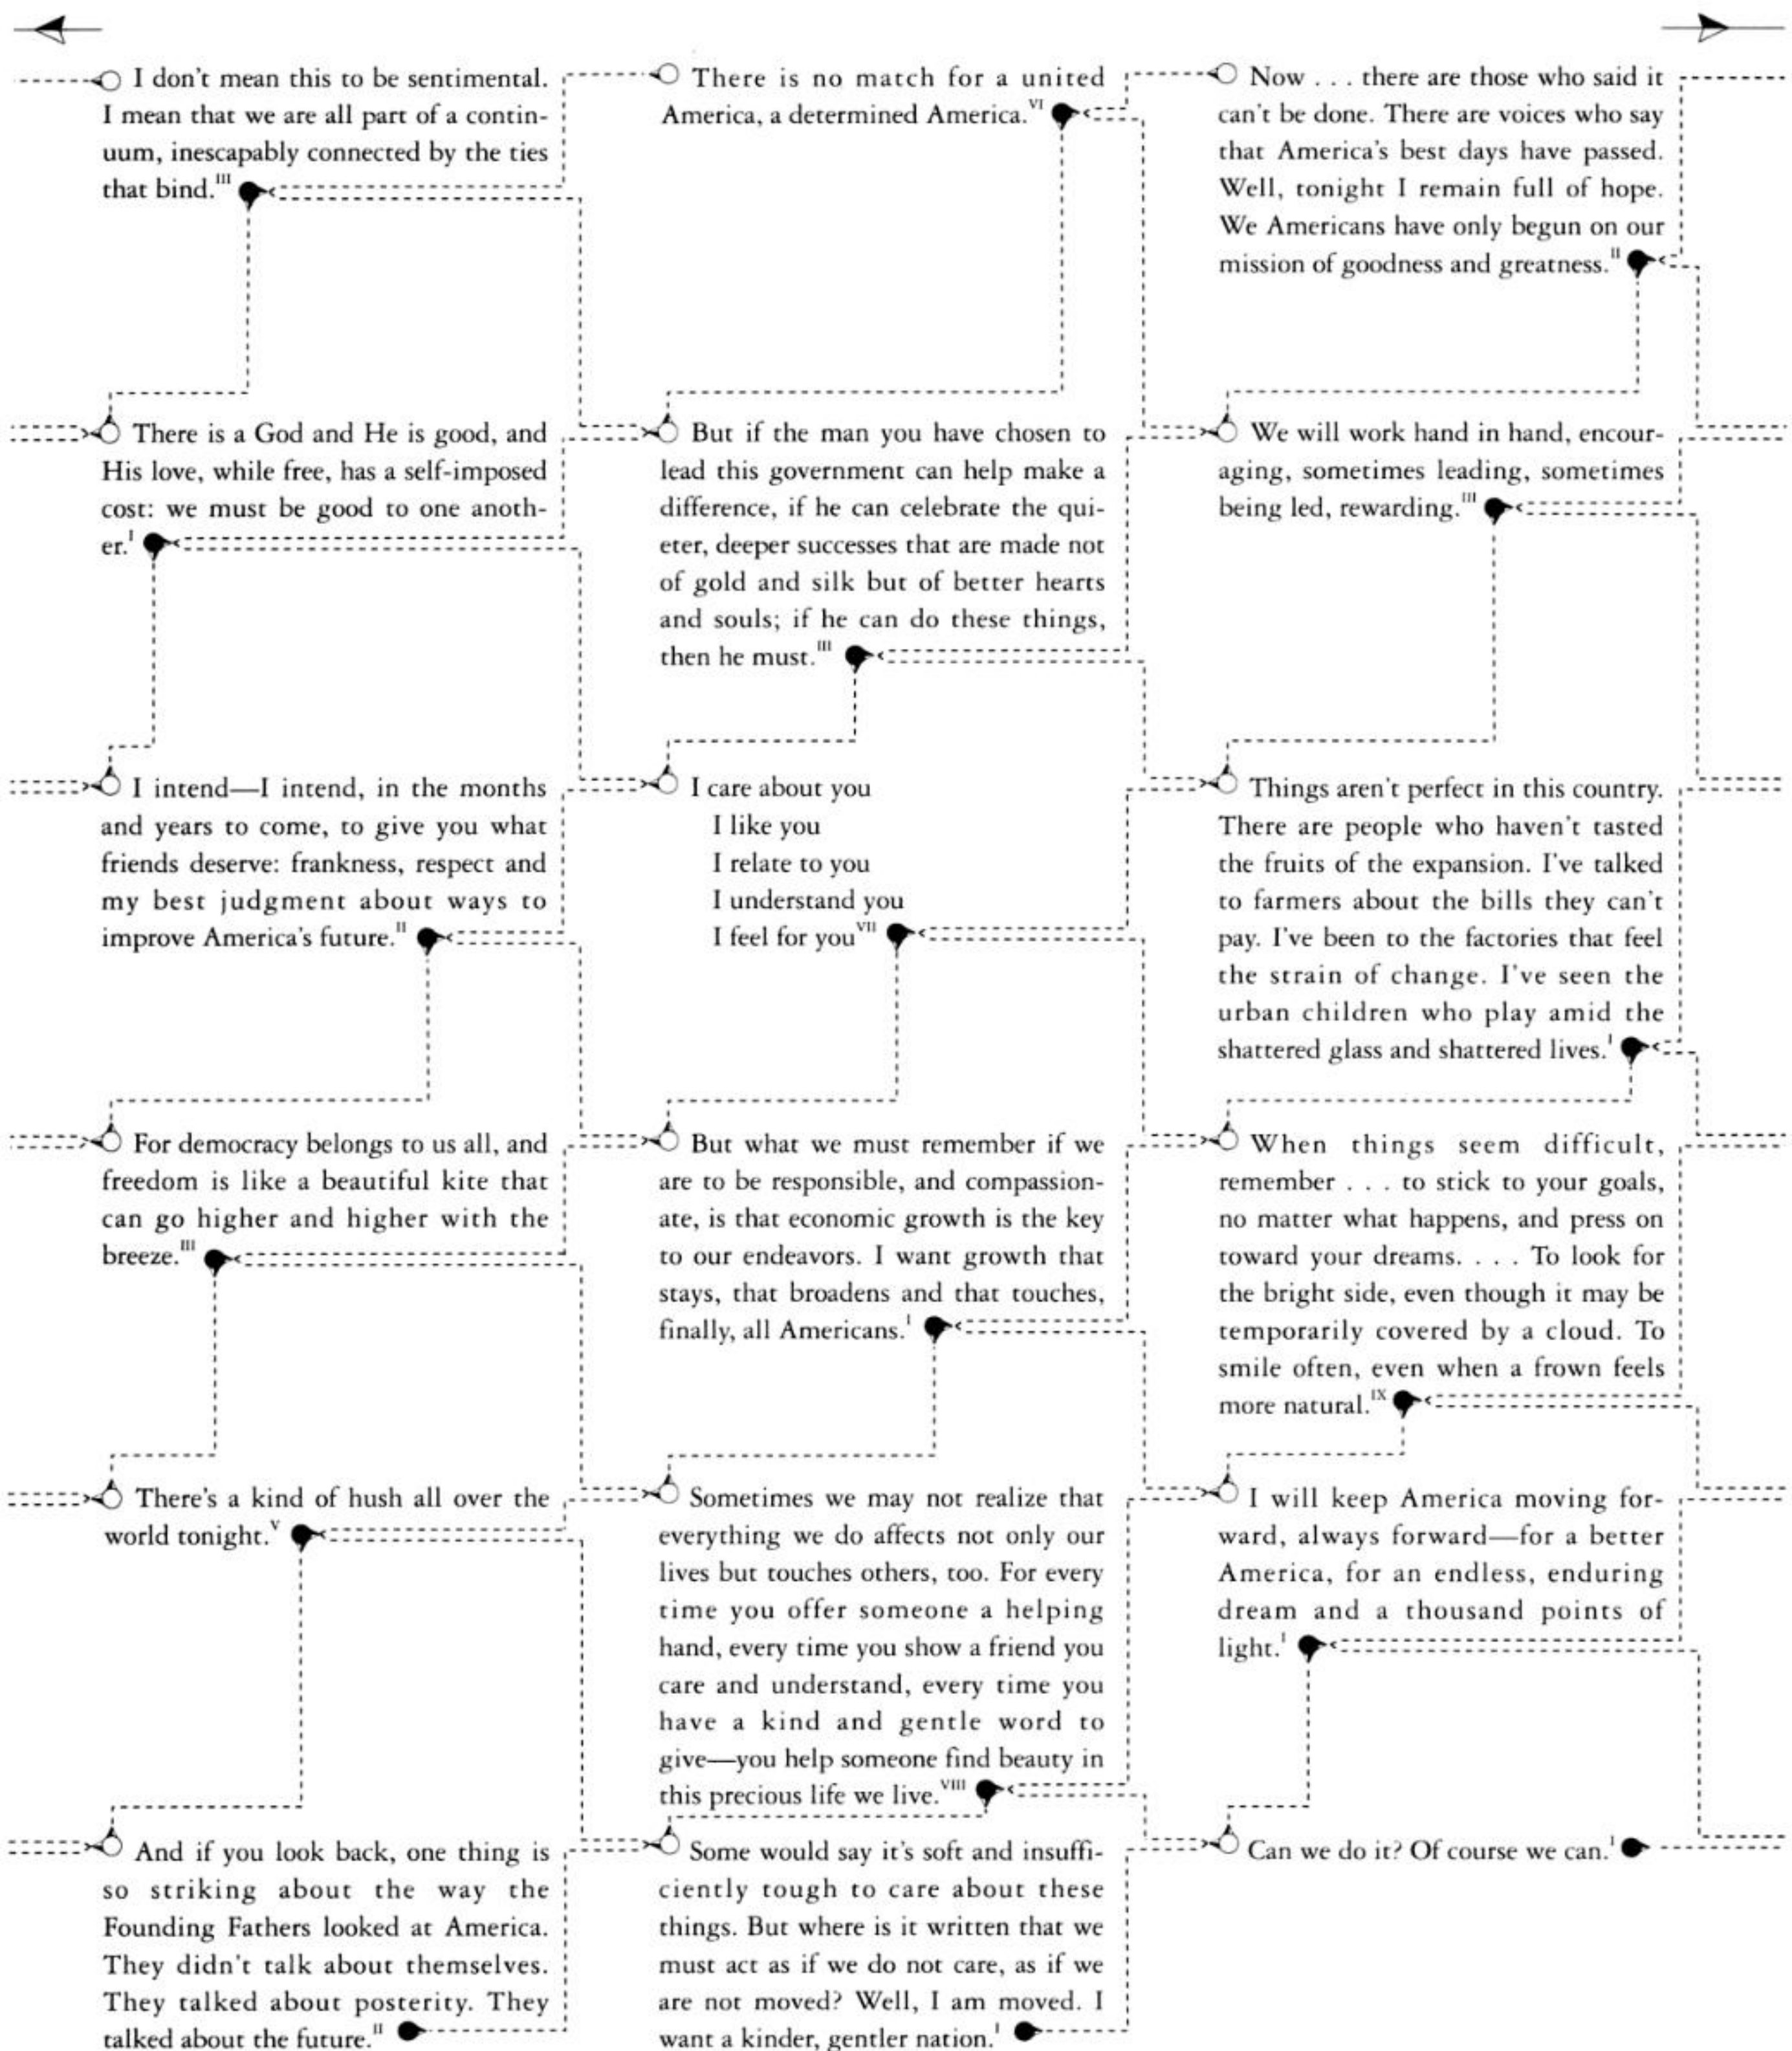 I don't mean this to be sentimental.
I mean that we are all part of a contin-
uum, inescapably connected by the ties
that bind.III
There is a God and He is good, and
His love, while free, has a self-imposed
cost: we must be good to one anoth-
er.I
I intend—I intend, in the months
and years to come, to give you what
friends deserve: frankness, respect and
my best judgment about ways to
improve America's future.II
For democracy belongs to us all, and
freedom is like a beautiful kite that
can go higher and higher with the
breeze.III
There's a kind of hush all over the
world tonight.V
And if you look back, one thing is
so striking about the way the
Founding Fathers looked at America.
They didn't talk about themselves.
They talked about posterity. They
talked about the future.II
There is no match for a united
America, a determined America.VI
But if the man you have chosen to
lead this government can help make a
difference, if he can celebrate the qui-
eter, deeper successes that are made not
of gold and silk but of better hearts
and souls; if he can do these things,
then he must.III
I care about you
I like you
I relate to you
I understand you
I feel for youVII
But what we must remember if we
are to be responsible, and compassion-
ate, is that economic growth is the key
to our endeavors. I want growth that
stays, that broadens and that touches,
finally, all Americans.I
Sometimes we may not realize that
everything we do affects not only our
lives but touches others, too. For every
time you offer someone a helping
hand, every time you show a friend you
care and understand, every time you
have a kind and gentle word to
give—you help someone find beauty in
this precious life we live.VIII
Some would say it's soft and insuffi-
ciently tough to care about these
things. But where is it written that we
must act as if we do not care, as if we
are not moved? Well, I am moved. I
want a kinder, gentler nation.I
Now . . . there are those who said it
can't be done. There are voices who say
that America's best days have passed.
Well, tonight I remain full of hope.
We Americans have only begun on our
mission of goodness and greatness.II
We will work hand in hand, encour-
aging, sometimes leading, sometimes
being led, rewarding.III
Things aren't perfect in this country.
There are people who haven't tasted
the fruits of the expansion. I've talked
to farmers about the bills they can't
pay. I've been to the factories that feel
the strain of change. I've seen the
urban children who play amid the
shattered glass and shattered lives.I
When things seem difficult,
remember . . . to stick to your goals,
no matter what happens, and press on
toward your dreams. . . . To look for
the bright side, even though it may be
temporarily covered by a cloud. To
smile often, even when a frown feels
more natural.IX
I will keep America moving for-
ward, always forward—for a better
America, for an endless, enduring
dream and a thousand points of
light.I
Can we do it? Of course we can.I